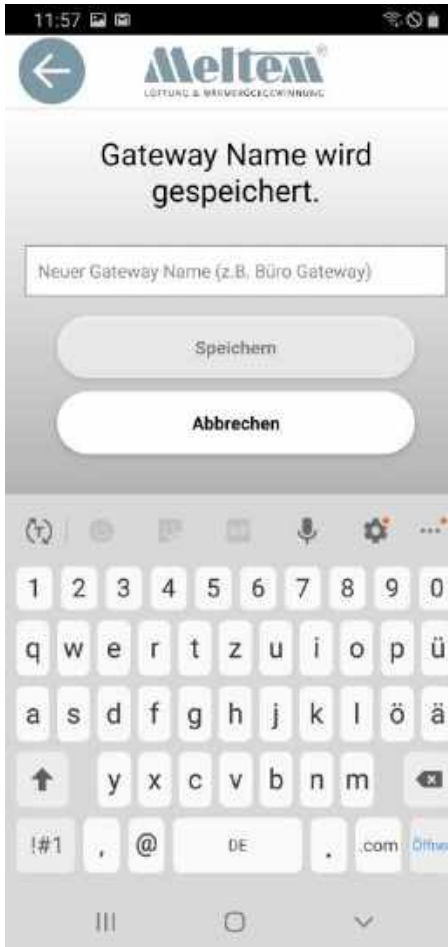 11:57
Meltem®
LÜFTUNG & WÄRMERÜCKGEWINNUNG
Gateway Name wird
gespeichert.
Neuer Gateway Name (z.B. Büro Gateway)
Speichern
Abbrechen
1 2 3 4 5 6 7 8 9 0
q w e r t z u i o p ü
a s d f g h j k l ö ä
y x c v b n m
!#1 , @ DE . .com